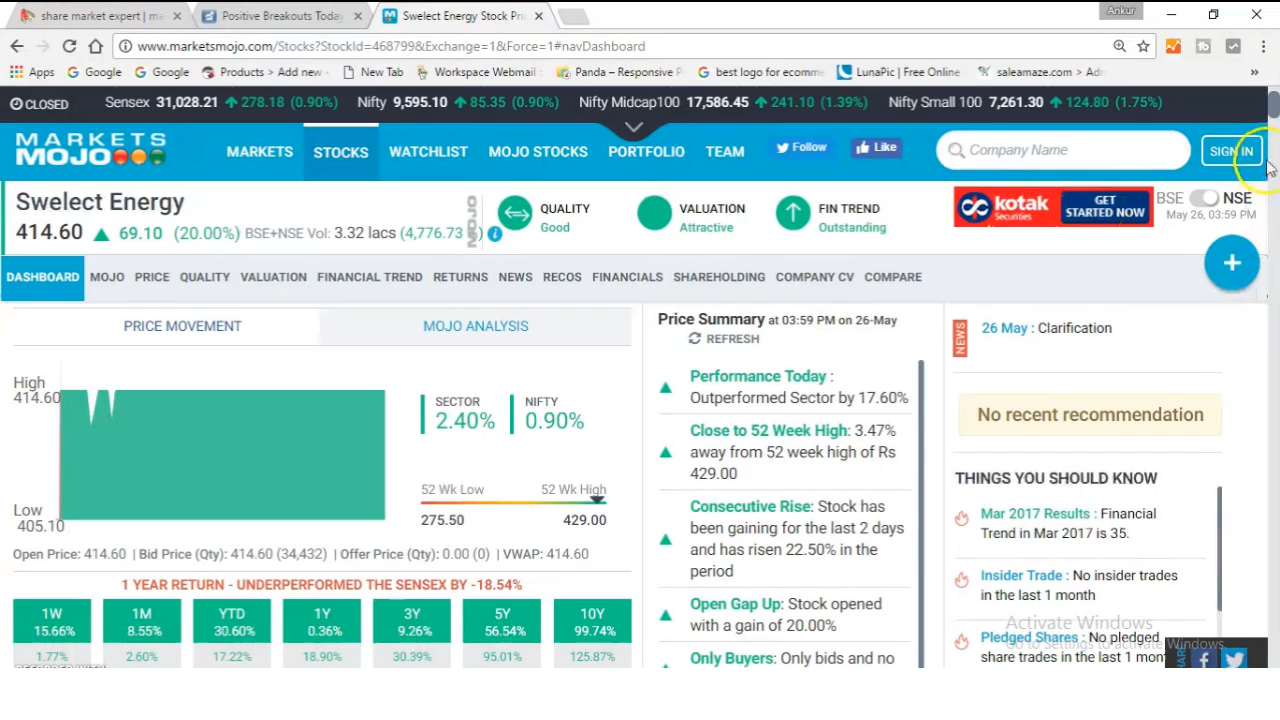 share market expert | ma
Positive Breakouts Today
Swelect Energy Stock Pri
Ankur
www.marketsmojo.com/Stocks?StockId=468799&Exchange=1&Force=1#navDashboard
Apps Google Google Products > Add new New Tab Workspace Webmail Panda – Responsive P best logo for ecomme LunaPic | Free Online saleamaze.com > Adm »
CLOSED Sensex 31,028.21 278.18 (0.90%) Nifty 9,595.10 85.35 (0.90%) Nifty Midcap100 17,586.45 241.10 (1.39%) Nifty Small 100 7,261.30 124.80 (1.75%)
MARKETS
MOJO
MARKETS STOCKS WATCHLIST MOJO STOCKS PORTFOLIO TEAM Follow Like Company Name SIGN IN
Swelect Energy
414.60 69.10 (20.00%) BSE+NSE Vol: 3.32 lacs (4,776.73
MOJO
QUALITY
Good
VALUATION
Attractive
FIN TREND
Outstanding
kotak
Securities
GET
STARTED NOW
BSE NSE
May 26, 03:59 PM
DASHBOARD MOJO PRICE QUALITY VALUATION FINANCIAL TREND RETURNS NEWS RECOS FINANCIALS SHAREHOLDING COMPANY CV COMPARE
+
PRICE MOVEMENT MOJO ANALYSIS
High
414.60
Low
405.10
SECTOR
2.40%
NIFTY
0.90%
52 Wk Low 52 Wk High
275.50 429.00
Open Price: 414.60 | Bid Price (Qty): 414.60 (34,432) | Offer Price (Qty): 0.00 (0) | VWAP: 414.60
1 YEAR RETURN - UNDERPERFORMED THE SENSEX BY -18.54%
1W 1M YTD 1Y 3Y 5Y 10Y
15.66% 8.55% 30.60% 0.36% 9.26% 56.54% 99.74%
1.77% 2.60% 17.22% 18.90% 30.39% 95.01% 125.87%
Price Summary at 03:59 PM on 26-May
REFRESH
Performance Today :
Outperformed Sector by 17.60%
Close to 52 Week High: 3.47%
away from 52 week high of Rs
429.00
Consecutive Rise: Stock has
been gaining for the last 2 days
and has risen 22.50% in the
period
Open Gap Up: Stock opened
with a gain of 20.00%
Only Buyers: Only bids and no
NEWS
26 May : Clarification
No recent recommendation
THINGS YOU SHOULD KNOW
Mar 2017 Results : Financial
Trend in Mar 2017 is 35.
Insider Trade : No insider trades
in the last 1 month
Pledged Shares : No pledged
share trades in the last 1 mon
Activate Windows
Go to Settings to activate Windows.
SHARE